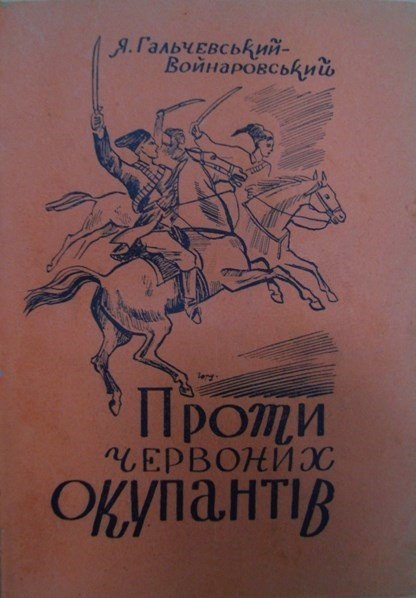 Я. Гальчевський-
Войнаровський
Проти
червоних
окупантів